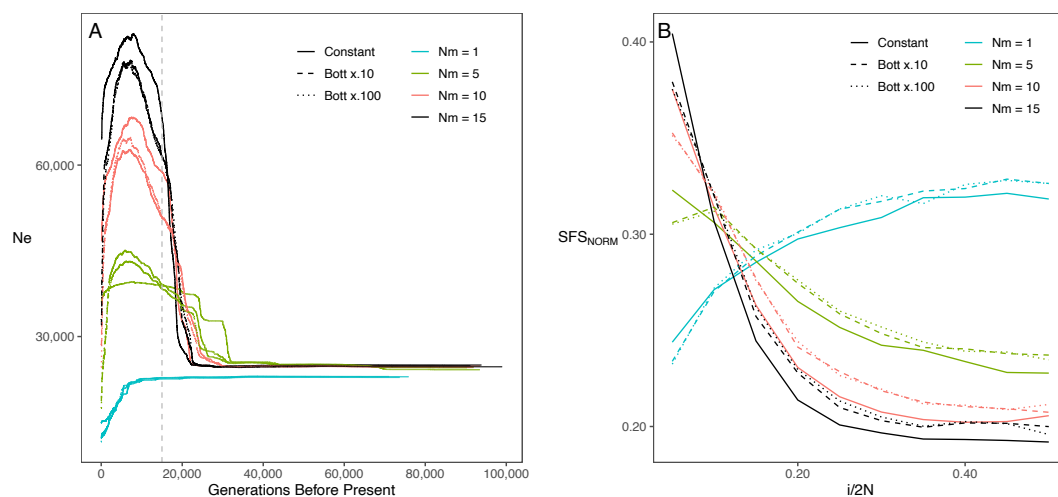 A
Constant
Bott x.10
Bott x.100
Nm = 1
Nm = 5
Nm = 10
Nm = 15
60,000
30,000
Ne
0
20,000
40,000
60,000
80,000
100,000
Generations Before Present
B
Constant
Bott x.10
Bott x.100
Nm = 1
Nm = 5
Nm = 10
Nm = 15
0.40
0.30
0.20
SFSNORM
0.20
0.40
i/2N